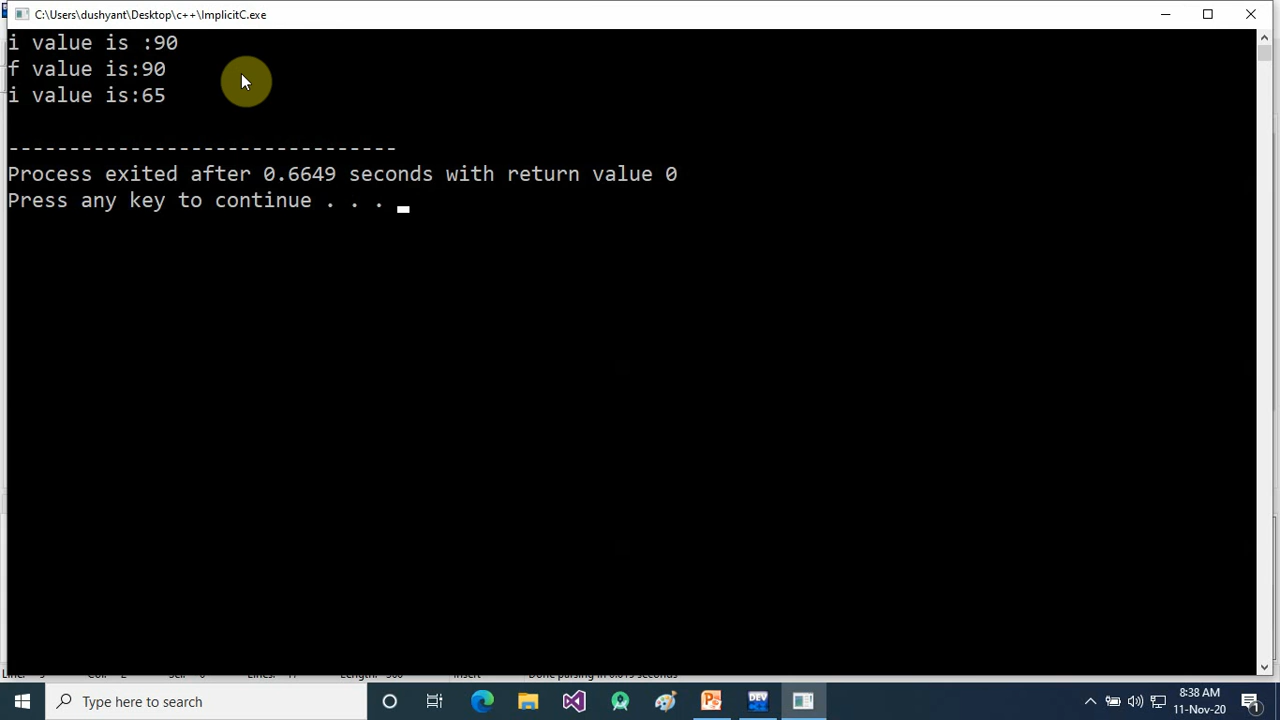 C:\Users\dushyant\Desktop\c++\ImplicitC.exe
i value is :90
f value is:90
i value is:65
--------------------------------
Process exited after 0.6649 seconds with return value 0
Press any key to continue . . .
Type here to search
DEV
8:38 AM
11-Nov-20
1